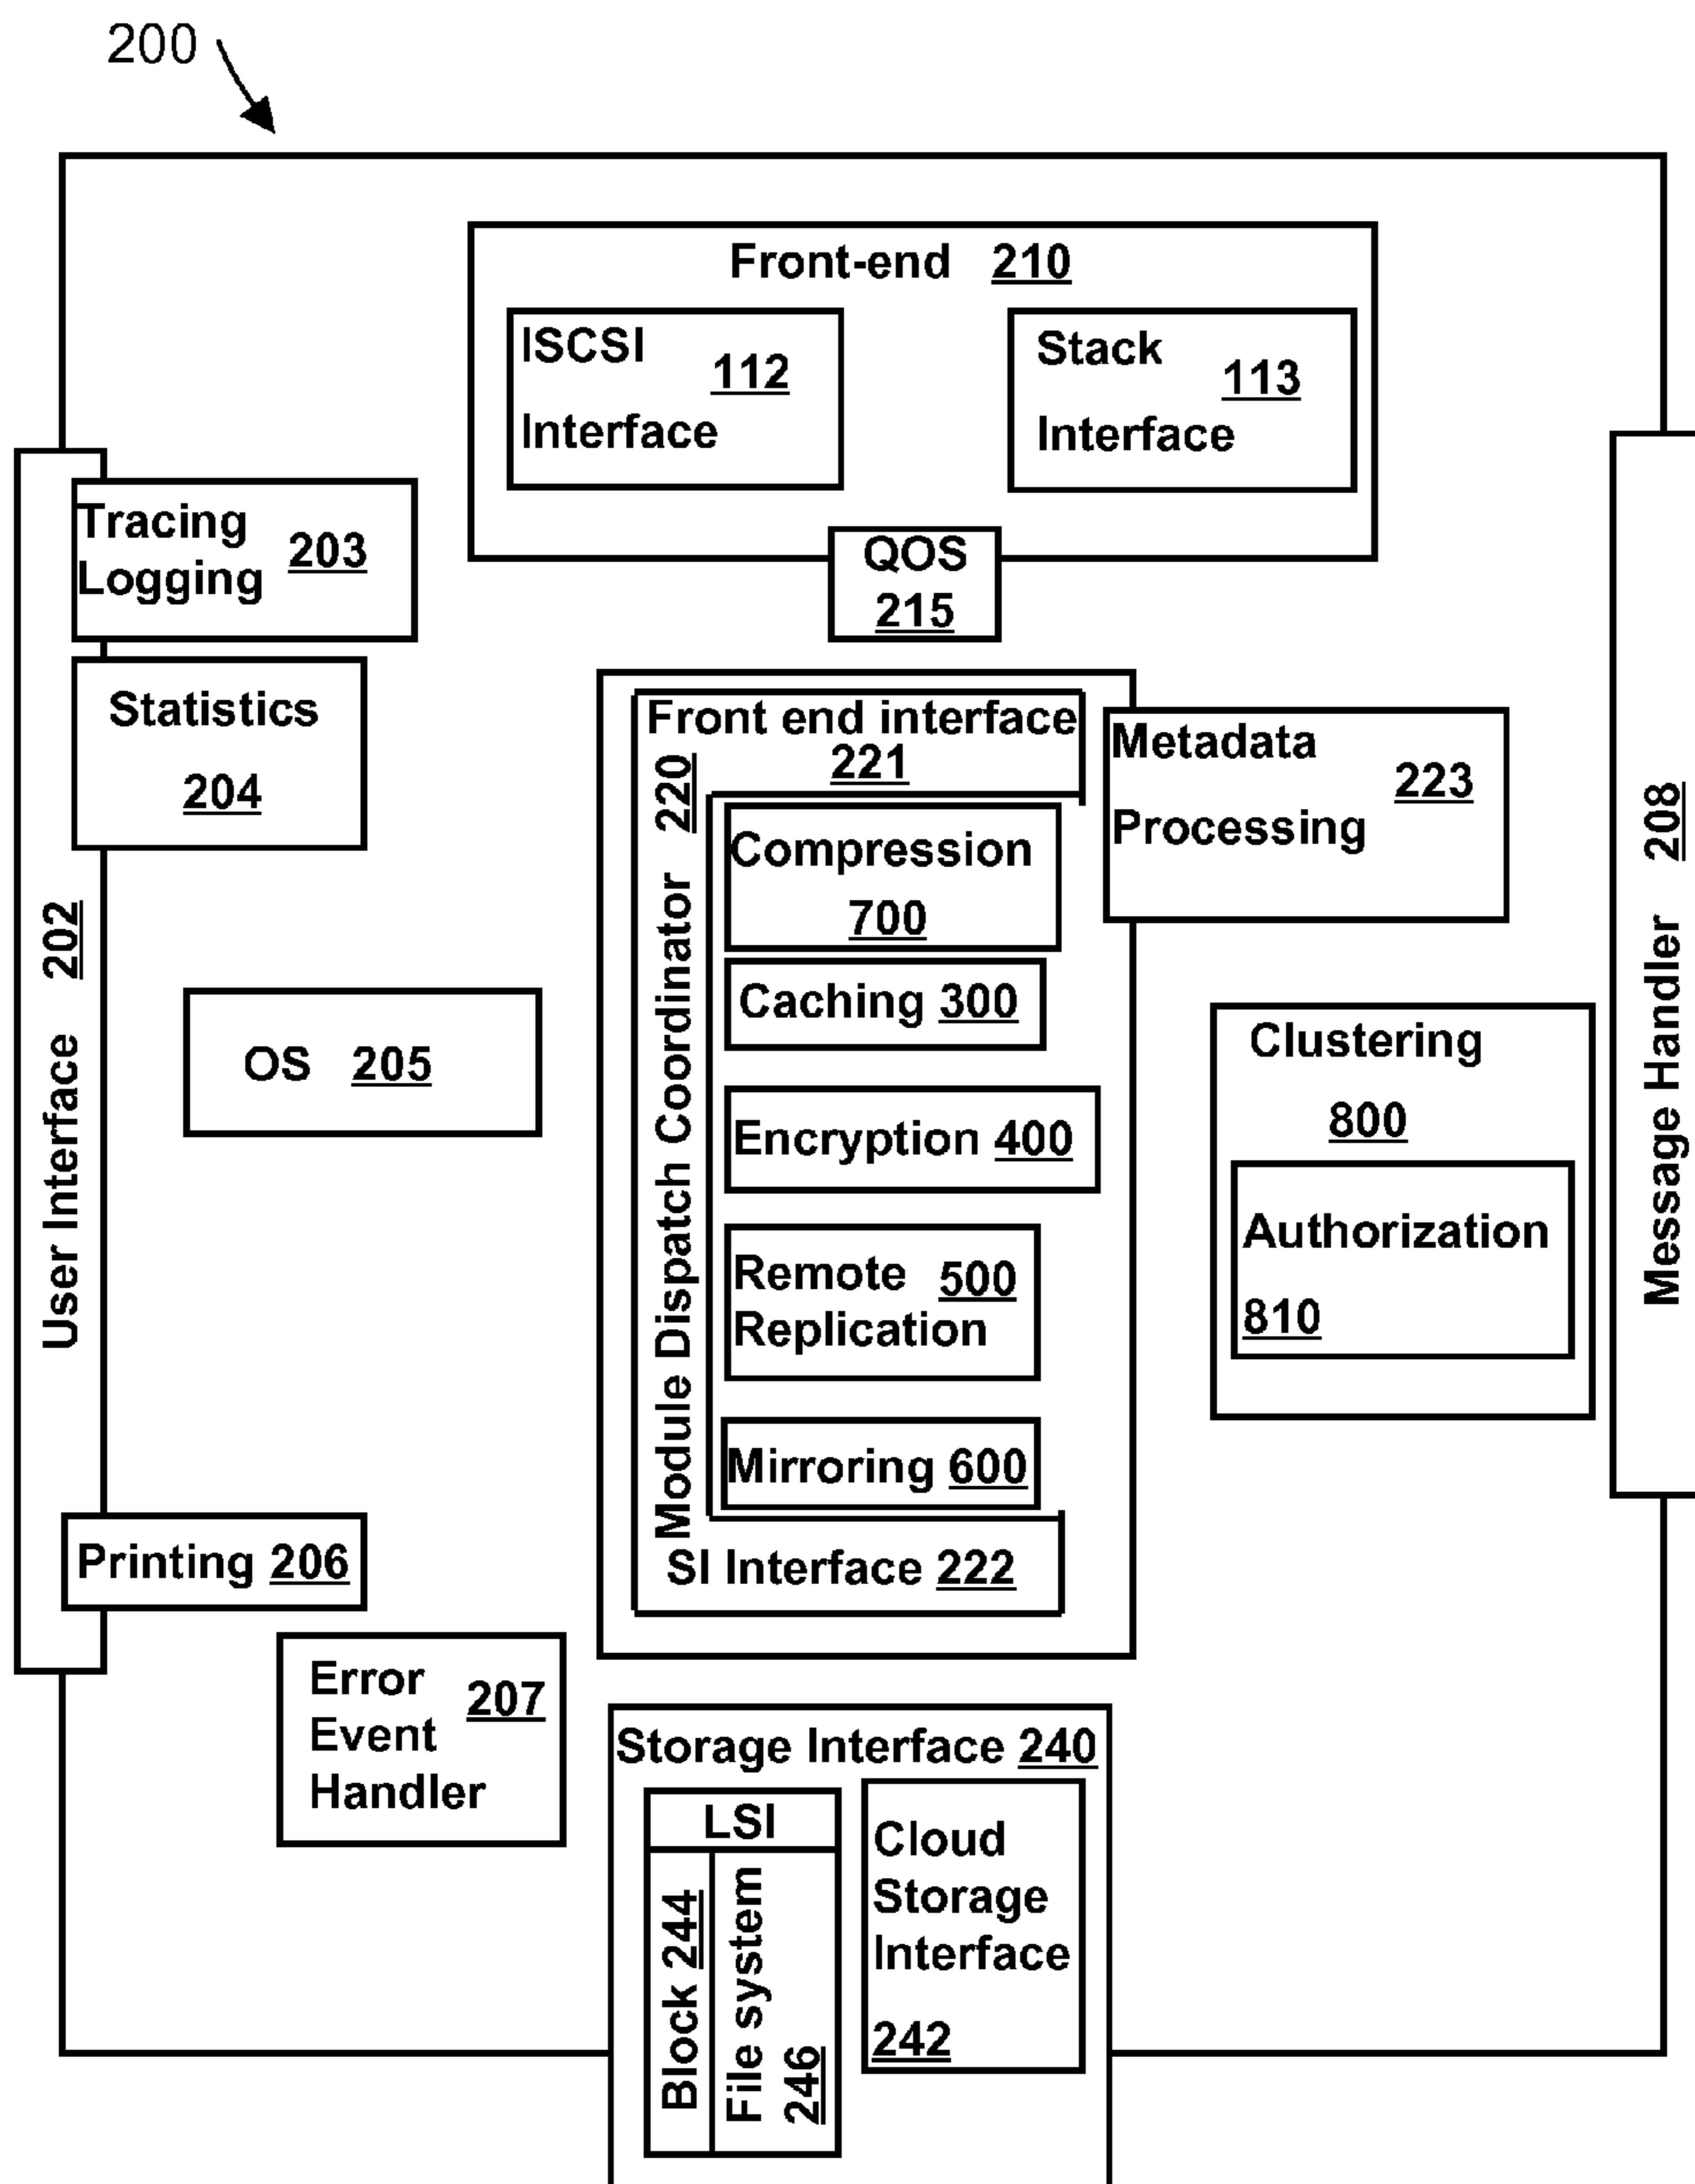 200
Front-end 210
ISCSI 112
Interface
Stack 113
Interface
QOS
215
User Interface 202
Tracing 203
Logging
Statistics
204
OS 205
Printing 206
Error 207
Event
Handler
Module Dispatch Coordinator 220
Front end interface
221
Compression
700
Caching 300
Encryption 400
Remote 500
Replication
Mirroring 600
SI Interface 222
Metadata 223
Processing
Clustering
800
Authorization
810
Message Handler 208
Storage Interface 240
LSI
Block 244
File system
246
Cloud
Storage
Interface
242